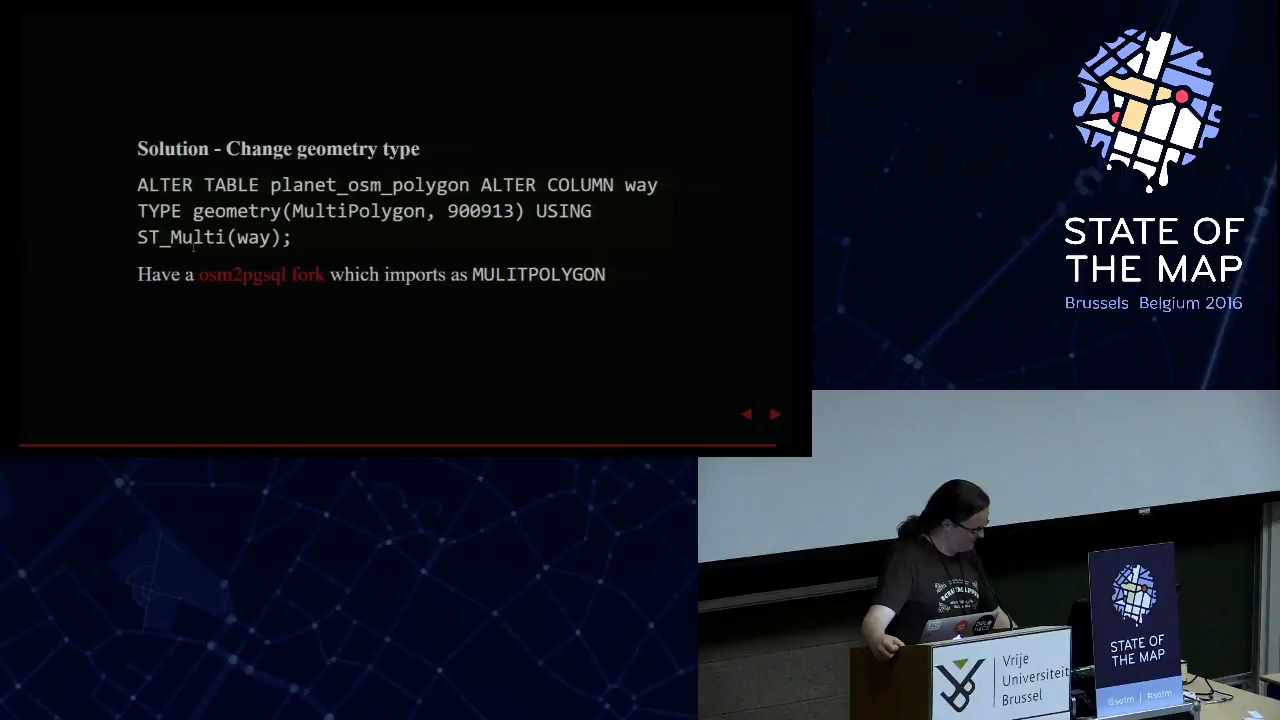 Solution - Change geometry type
ALTER TABLE planet_osm_polygon ALTER COLUMN way
TYPE geometry(MultiPolygon, 900913) USING
ST_Multi(way);
Have a osm2pgsql fork which imports as MULITPOLYGON
STATE OF
THE MAP
Brussels Belgium 2016
Vrije
Universiteit
Brussel
STATE OF
THE MAP
@sotm | #sotm